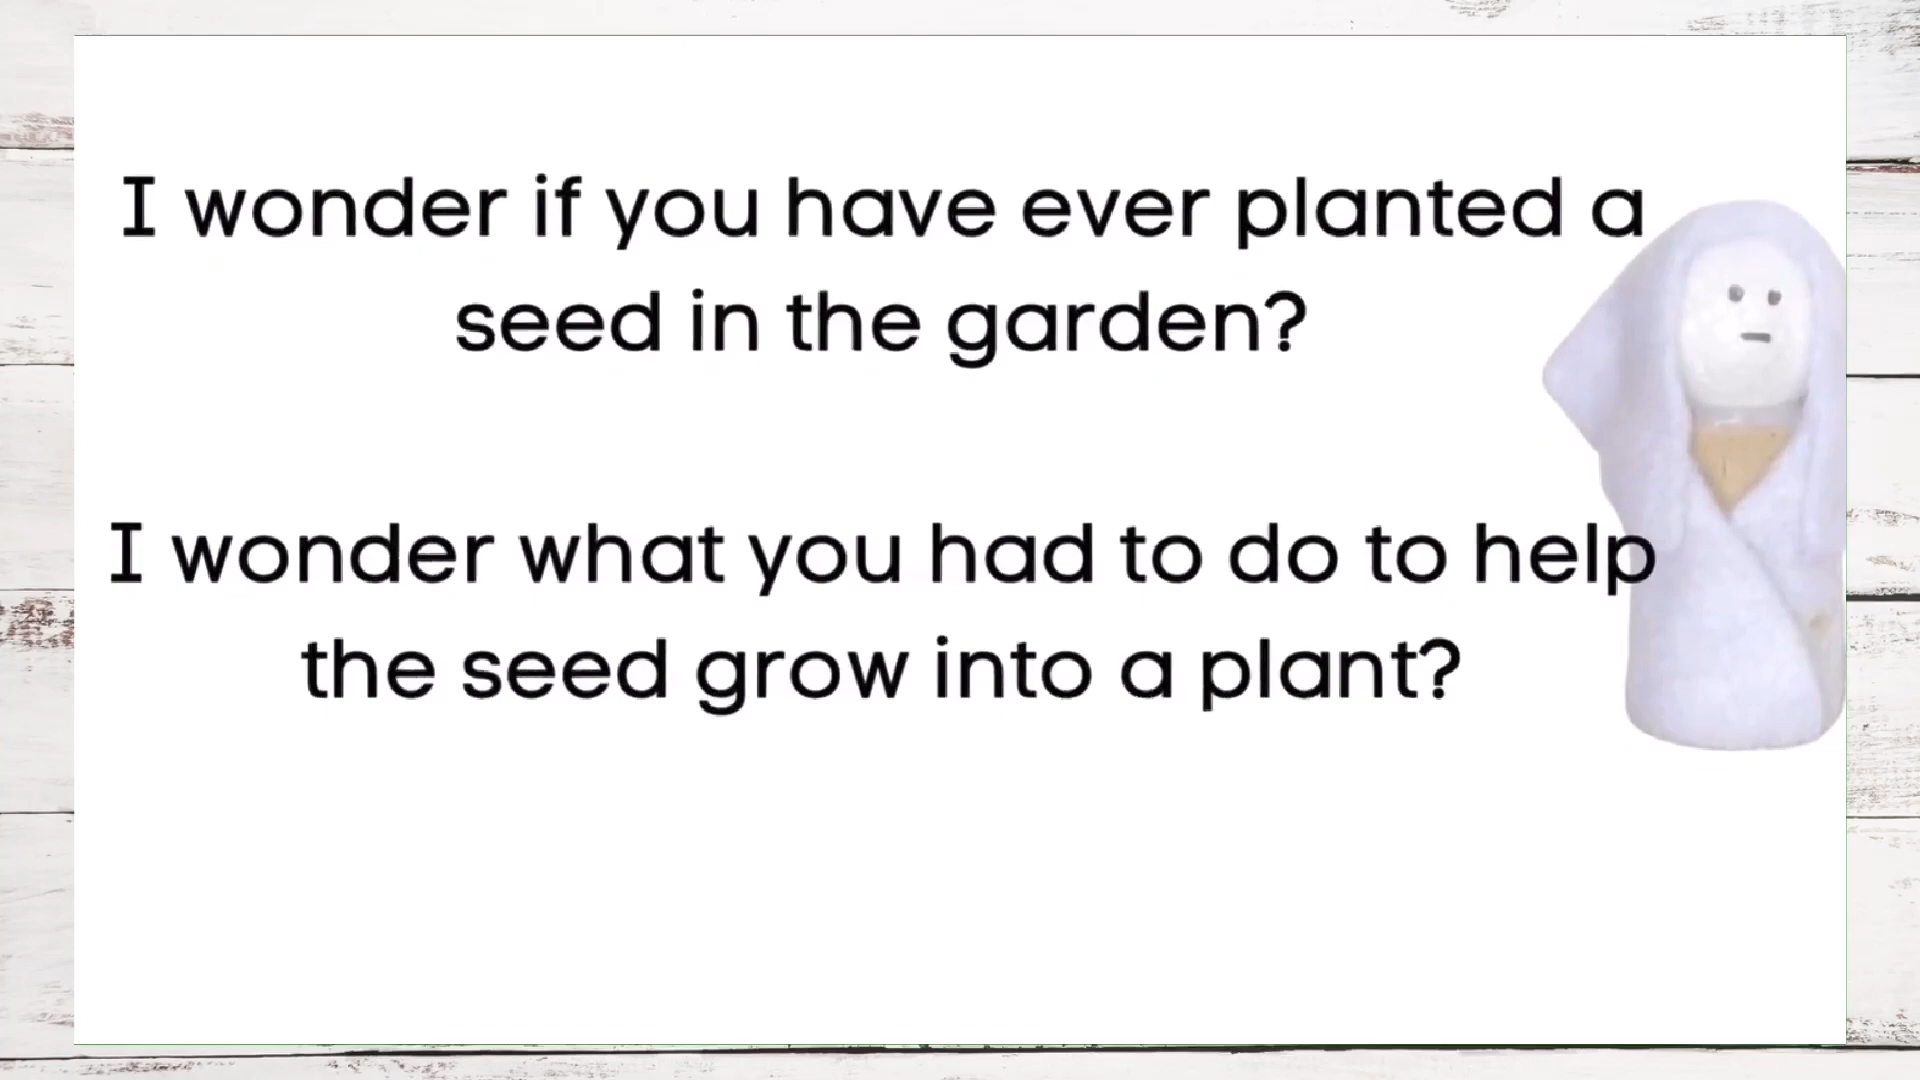 I wonder if you have ever planted a
seed in the garden?
I wonder what you had to do to help
the seed grow into a plant?